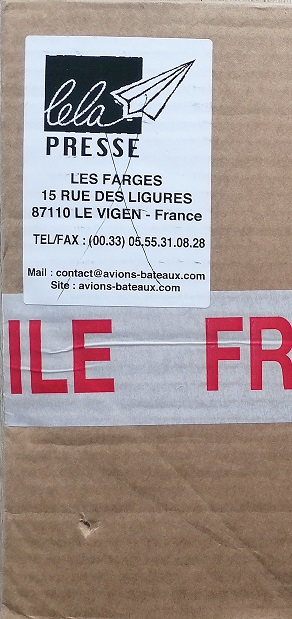 lela
PRESSE
LES FARGES
15 RUE DES LIGURES
87110 LE VIGEN - France
TEL/FAX : (00.33) 05.55.31.08.28
Mail : contact@avions-bateaux.com
Site : avions-bateaux.com
ILE FR